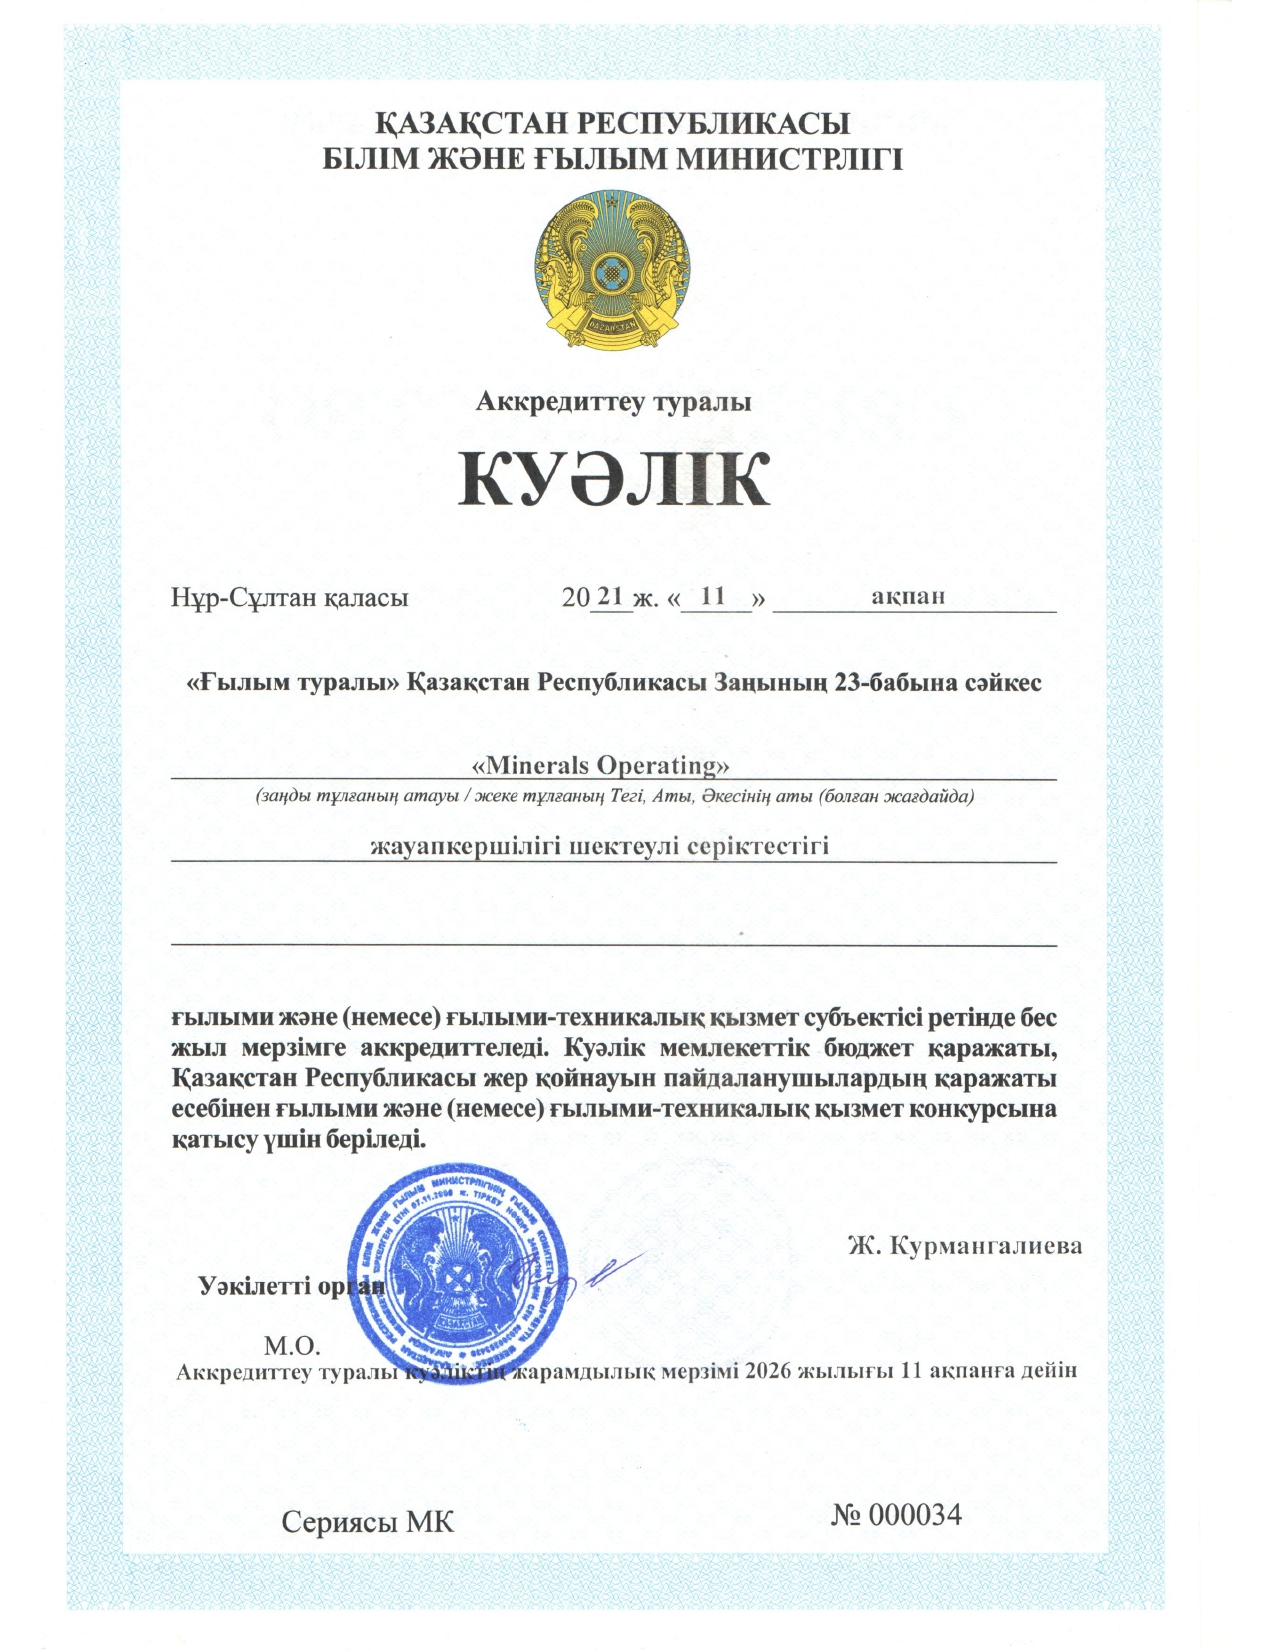 ҚАЗАҚСТАН РЕСПУБЛИКАСЫ
БІЛІМ ЖӘНЕ ҒЫЛЫМ МИНИСТРЛІГІ
QAZAQSTAN
Аккредиттеу туралы
КУӘЛІК
Нұр-Сұлтан қаласы 20 21 ж. « 11 » ақпан
«Ғылым туралы» Қазақстан Республикасы Заңының 23-бабына сәйкес
«Minerals Operating»
(заңды тұлғаның атауы / жеке тұлғаның Тегі, Аты, Әкесінің аты (болған жағдайда)
жауапкершілігі шектеулі серіктестігі
ғылыми және (немесе) ғылыми-техникалық қызмет субъектісі ретінде бес
жыл мерзімге аккредиттеледі. Куәлік мемлекеттік бюджет қаражаты,
Қазақстан Республикасы жер қойнауын пайдаланушылардың қаражаты
есебінен ғылыми және (немесе) ғылыми-техникалық қызмет конкурсына
қатысу үшін беріледі.
Ж. Курмангалиева
Уәкілетті орган
М.О.
Аккредиттеу туралы куәліктің жарамдылық мерзімі 2026 жылығы 11 ақпанға дейін
Сериясы МК № 000034